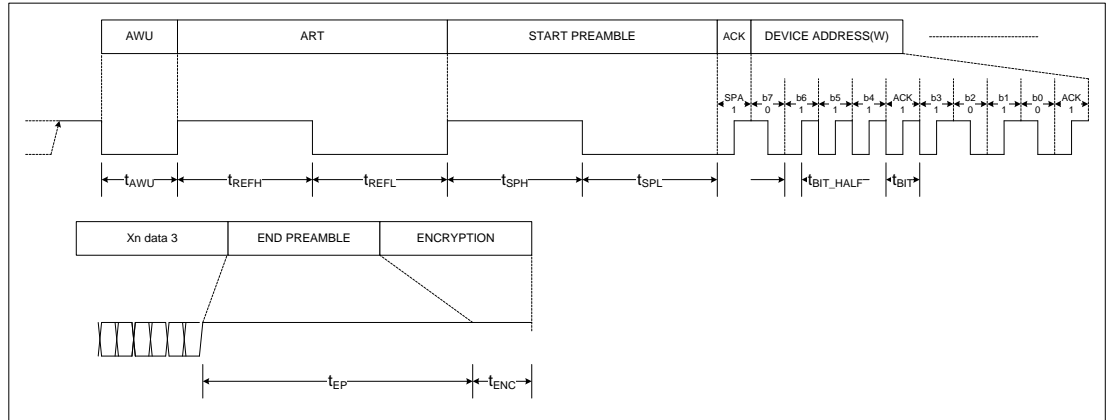 AWU ART START PREAMBLE ACK DEVICE ADDRESS(W)
SPA b7 b6 b5 b4 ACK b3 b2 b1 b0 ACK
1 0 1 1 1 1 1 0 1 0 1
tAWU tREFH tREFL tSPH tSPL tBIT_HALF tBIT
Xn data 3 END PREAMBLE ENCRYPTION
tEP tENC